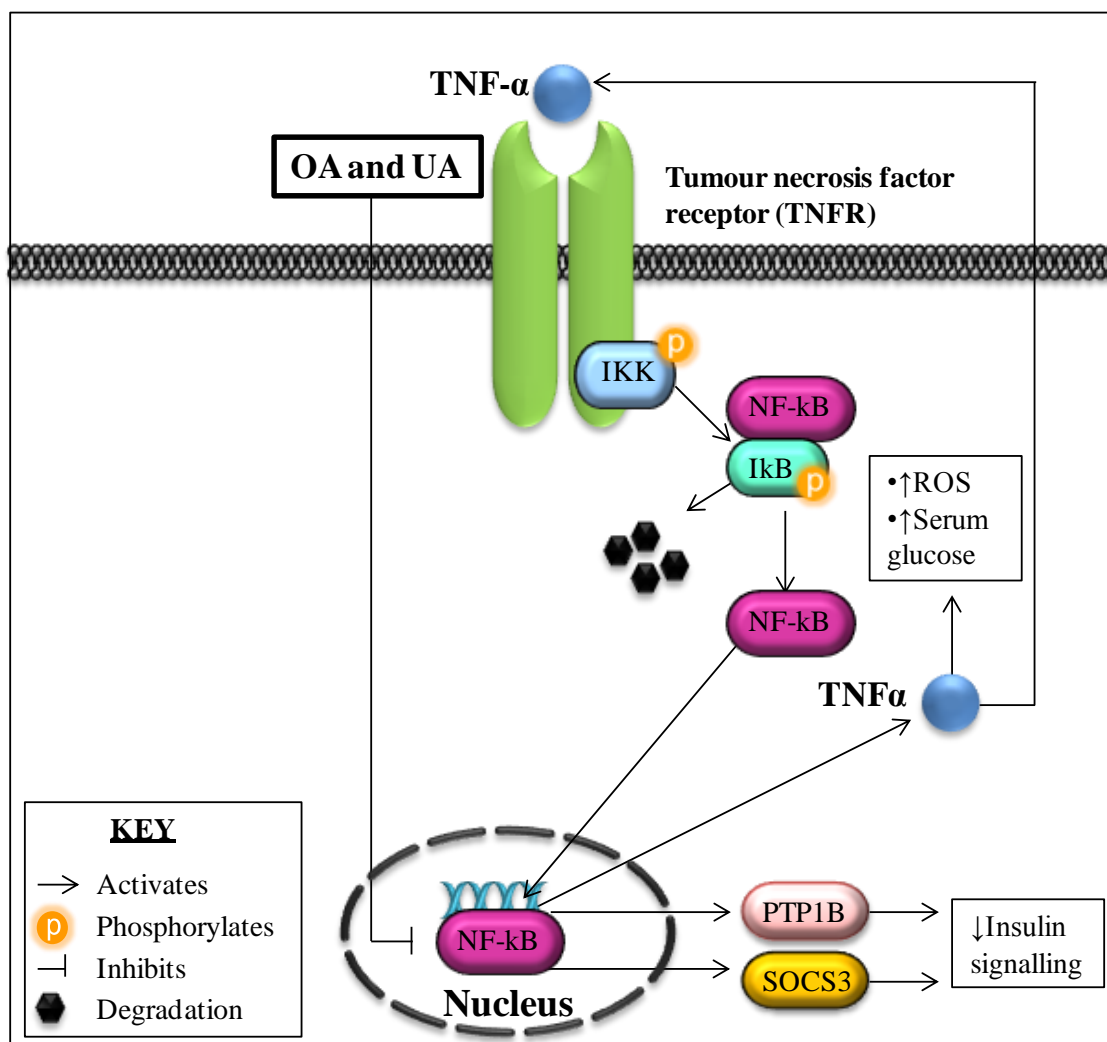 TNF-α
OA and UA
Tumour necrosis factor
receptor (TNFR)
p
IKK
NF-kB
IkB
p
•↑ROS
•↑Serum
glucose
NF-kB
TNFα
KEY
Activates
p Phosphorylates
Inhibits
Degradation
NF-kB
Nucleus
PTP1B
SOCS3
↓Insulin
signalling